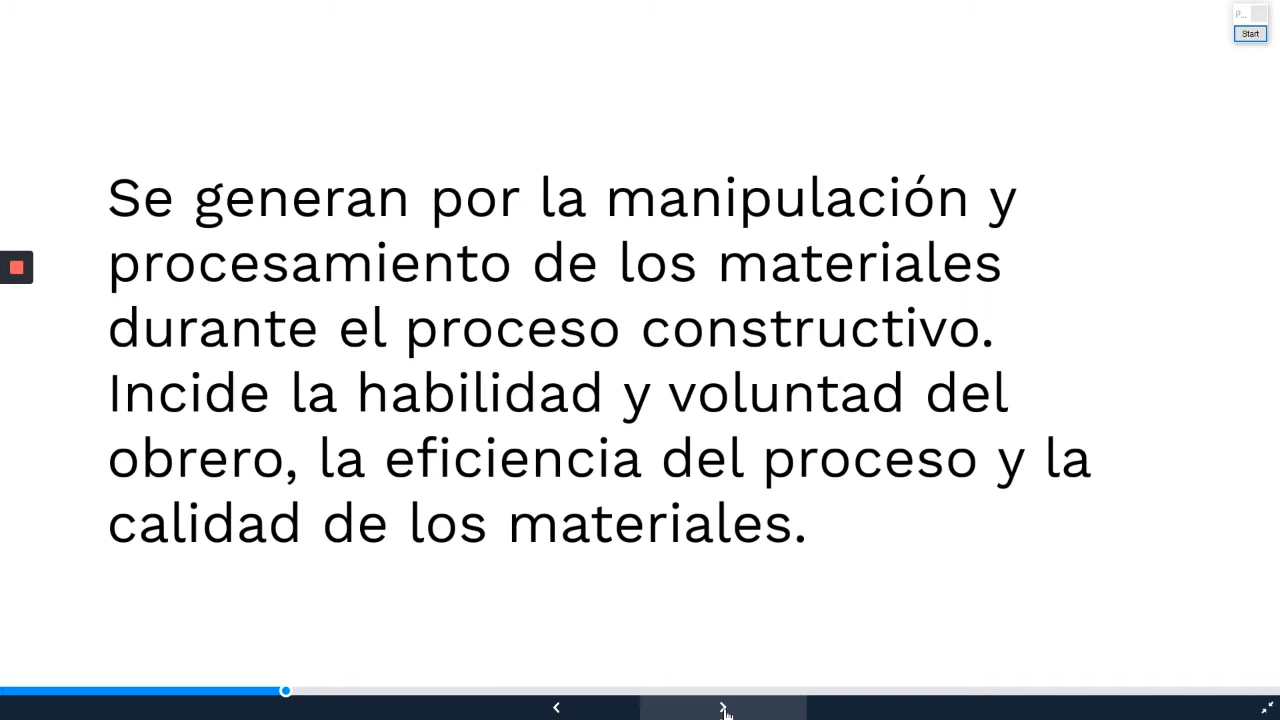 P...
Start
Se generan por la manipulación y
procesamiento de los materiales
durante el proceso constructivo.
Incide la habilidad y voluntad del
obrero, la eficiencia del proceso y la
calidad de los materiales.